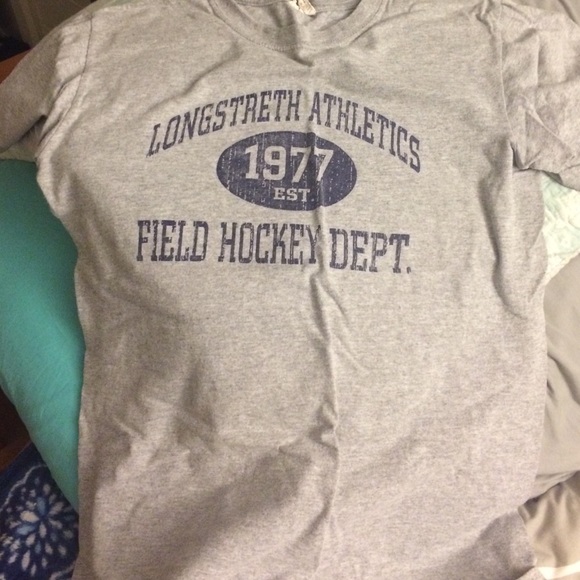 LONGSTRETH ATHLETICS
1977
EST.
FIELD HOCKEY DEPT.